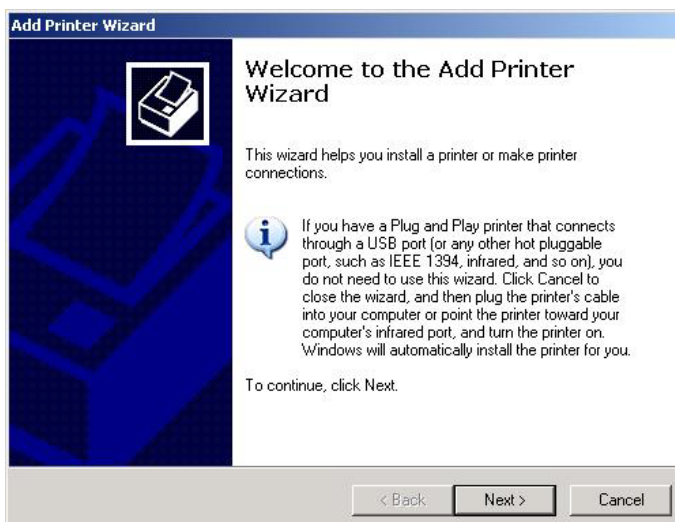 Add Printer Wizard
Welcome to the Add Printer
Wizard
This wizard helps you install a printer or make printer
connections.
If you have a Plug and Play printer that connects
through a USB port (or any other hot pluggable
port, such as IEEE 1394, infrared, and so on), you
do not need to use this wizard. Click Cancel to
close the wizard, and then plug the printer's cable
into your computer or point the printer toward your
computer's infrared port, and turn the printer on.
Windows will automatically install the printer for you.
To continue, click Next.
< Back Next > Cancel